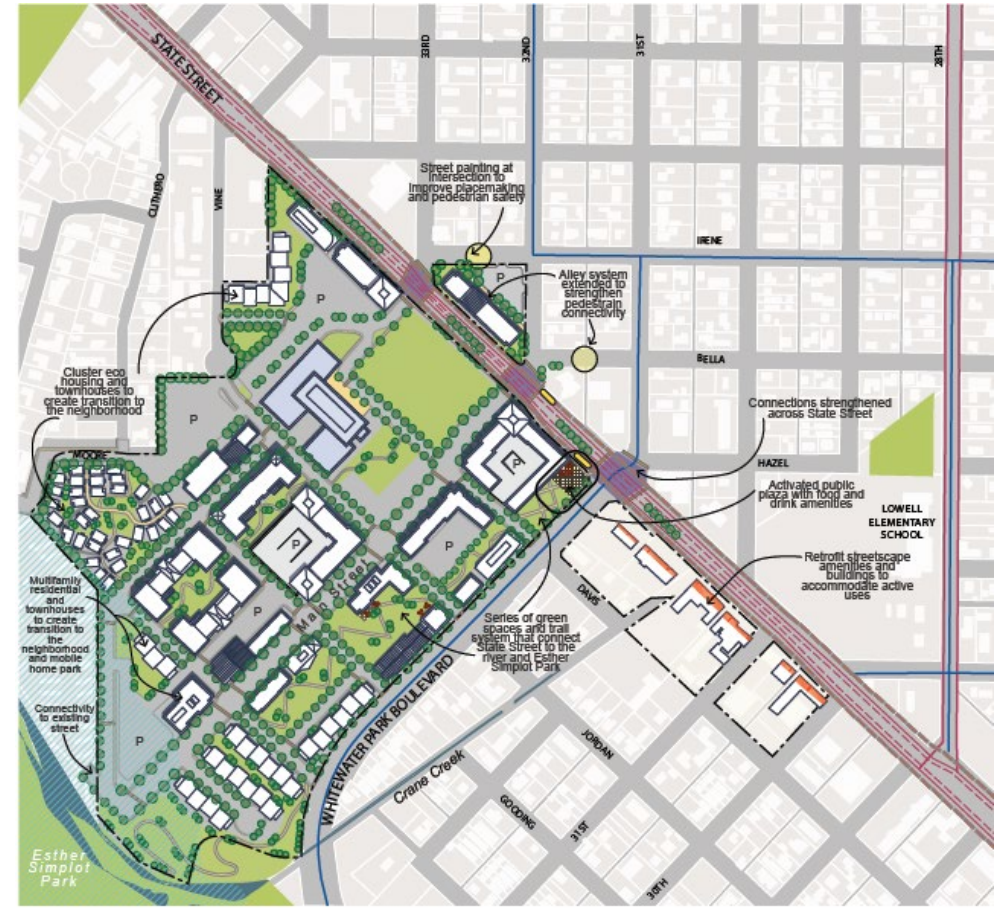 STATE STREET
33RD
32ND
31ST
28TH
CUTHERO
VINE
Street painting at
intersection to
improve placemaking
and pedestrian safety
IRENE
P
P
Alley system
extended to
strengthen
pedestrain
connectivity
BELLA
Cluster eco
housing and
townhouses to
create transition to
the neighborhood
Connections strengthened
across State Street
P
MOORE
P
HAZEL
Activated public
plaza with food and
drink amenities
LOWELL
ELEMENTARY
SCHOOL
P
P
Retrofit streetscape
amenities and
buildings to
accommodate active
uses
Main Street
DAVIS
Multifamily
residential
and
townhouses
to create
transition to
the
neighborhood
and mobile
home park
P
Series of green
spaces and trail
system that connect
State Street to the
river and Esther
Simplot Park
Connectivity
to existing
street
P
WHITEWATER PARK BOULEVARD
Crane Creek
JORDAN
GOODING
31ST
30TH
Esther
Simplot
Park